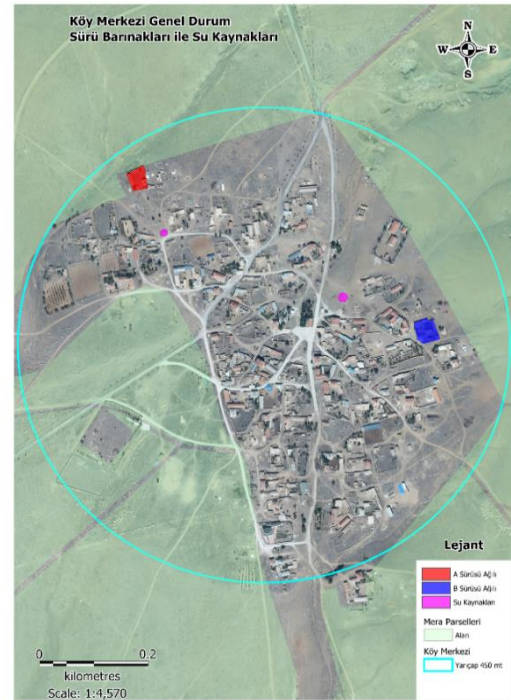 Köy Merkezi Genel Durum
Sürü Barınakları ile Su Kaynakları
N
W
E
S
Lejant
A Sürüsü Ağılı
B Sürüsü Ağılı
Su Kaynakları
Mera Parselleri
Alan
Köy Merkezi
Yarıçap 450 mt
0
0.2
kilometres
Scale: 1:4,570